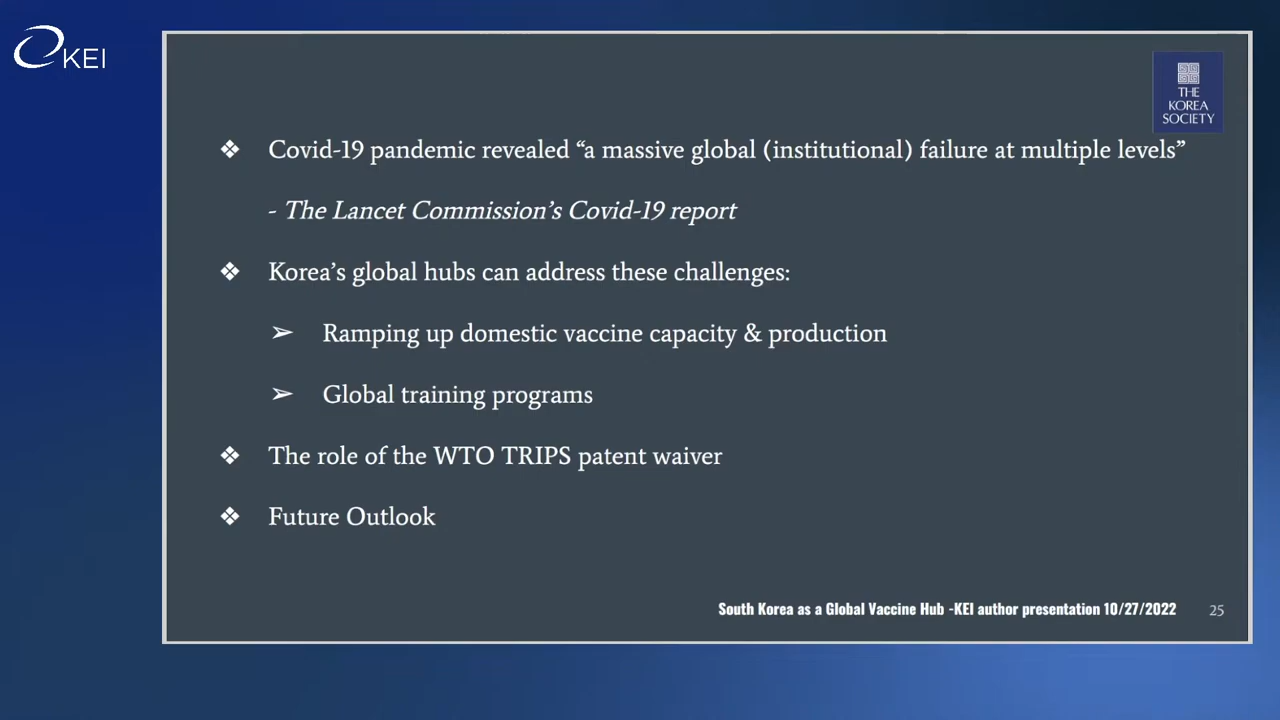 KEI
THE
KOREA
SOCIETY
❖ Covid-19 pandemic revealed “a massive global (institutional) failure at multiple levels”
- The Lancet Commission’s Covid-19 report
❖ Korea’s global hubs can address these challenges:
➢ Ramping up domestic vaccine capacity & production
➢ Global training programs
❖ The role of the WTO TRIPS patent waiver
❖ Future Outlook
South Korea as a Global Vaccine Hub -KEI author presentation 10/27/2022
25